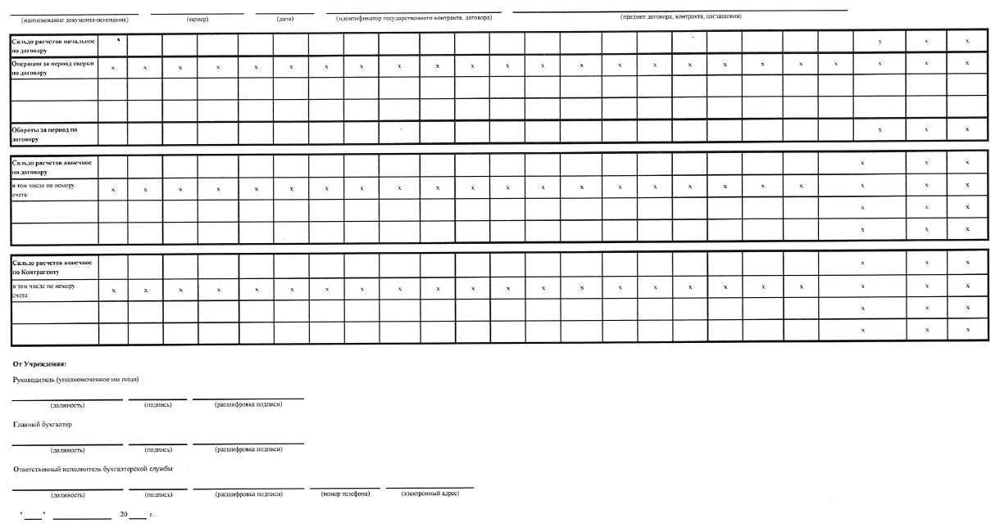 (наименование документа-основания) (номер) (дата) (идентификатор государственного контракта, договора) (предмет договора, контракта, соглашения)
Сальдо расчетов начальное х х х
по договору
Операции за период сверки х х х х х х х х х х х х х х х х х х х х х х х
по договору
Обороты за период по х х х
договору
Сальдо расчетов конечное х х х
по договору
в том числе по номеру х х х х х х х х х х х х х х х х х х х х х х
счета:
х х х
х х х
Сальдо расчетов конечное х х х
по Контрагенту
в том числе по номеру х х х х х х х х х х х х х х х х х х х х х х
счета:
х х х
х х х
От Учреждения:
Руководитель (уполномоченное им лицо)
(должность) (подпись) (расшифровка подписи)
Главный бухгалтер
(должность) (подпись) (расшифровка подписи)
Ответственный исполнитель бухгалтерской службы
(должность) (подпись) (расшифровка подписи) (номер телефона) (электронный адрес)
"____" ____________ 20 ____ г.